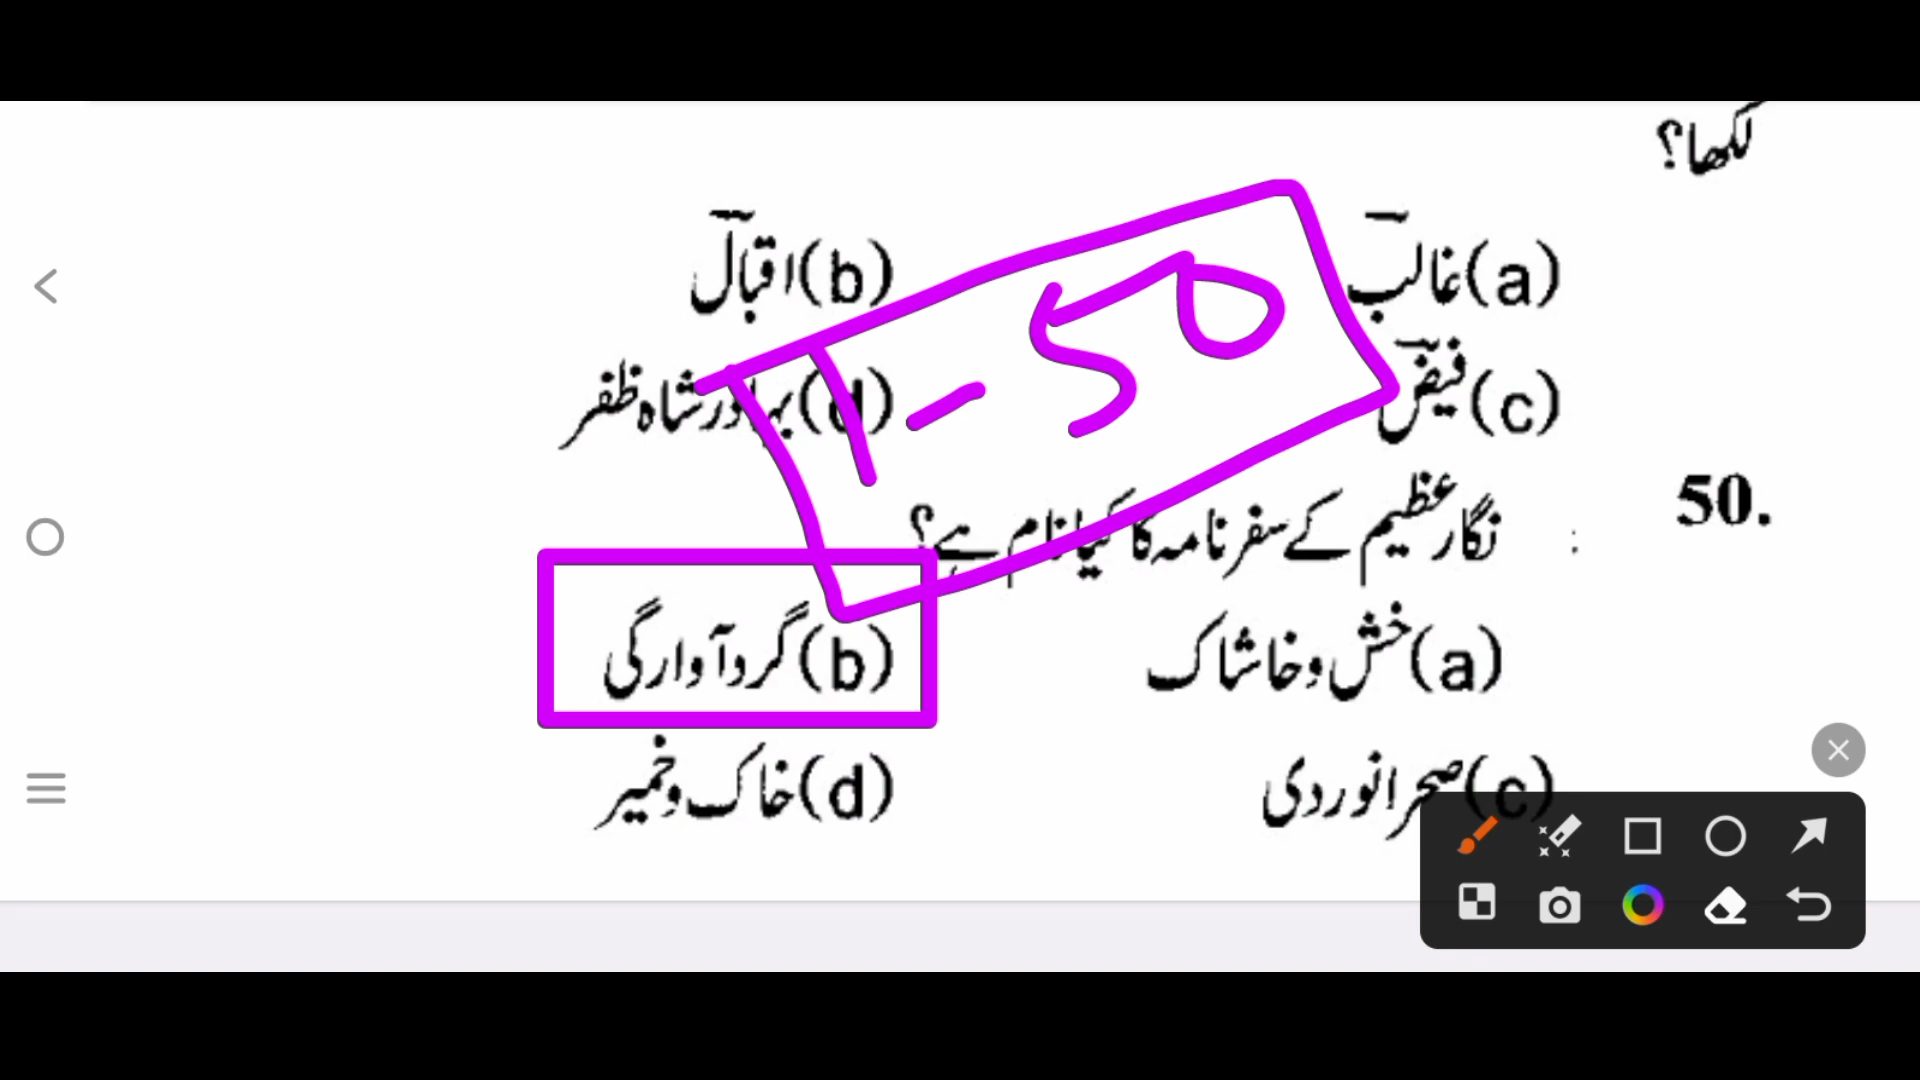 لکھا؟
(a) غالب (b) اقبال
(c) فیض (d) بہادر شاہ ظفر
1-50
50. نگار عظیم کے سفر نامہ کا کیا نام ہے؟
(a) خش و خاشاک (b) گرد آوارگی
(c) صحرا نوردی (d) خاک و خمیر